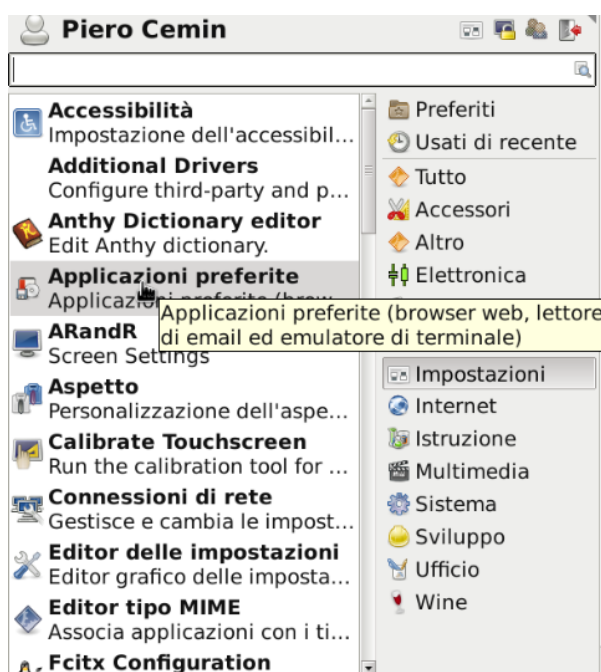 Piero Cemin
Accessibilità
Impostazione dell'accessibil...
Additional Drivers
Configure third-party and p...
Anthy Dictionary editor
Edit Anthy dictionary.
Applicazioni preferite
Applicazioni preferite (brow
Applicazioni preferite (browser web, lettore
di email ed emulatore di terminale)
ARandR
Screen Settings
Aspetto
Personalizzazione dell'aspe...
Calibrate Touchscreen
Run the calibration tool for ...
Connessioni di rete
Gestisce e cambia le impost...
Editor delle impostazioni
Editor grafico delle imposta...
Editor tipo MIME
Associa applicazioni con i ti...
Fcitx Configuration
Preferiti
Usati di recente
Tutto
Accessori
Altro
Elettronica
Impostazioni
Internet
Istruzione
Multimedia
Sistema
Sviluppo
Ufficio
Wine